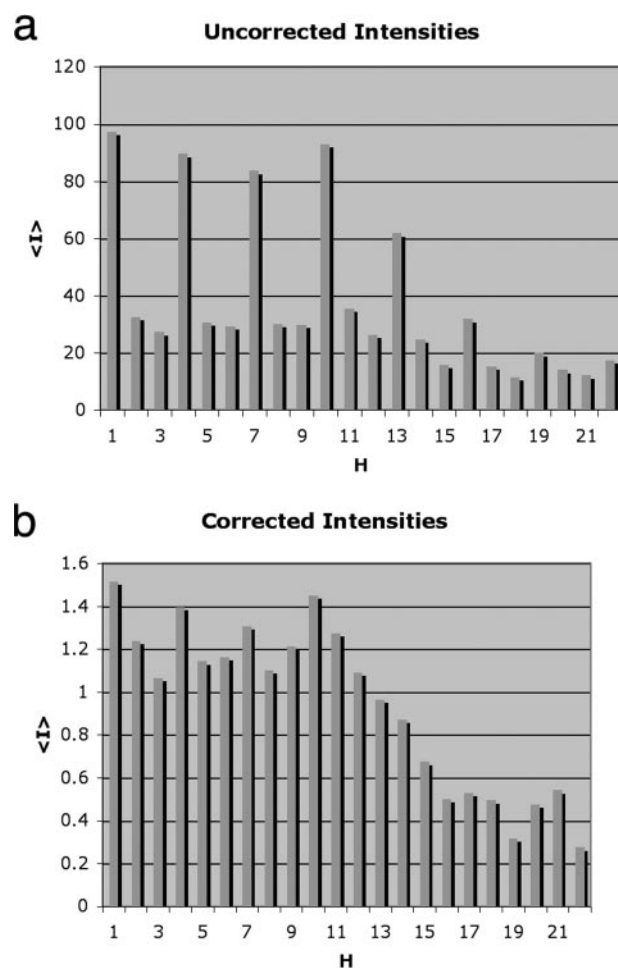 a
Uncorrected Intensities
120
100
80
60
40
20
0
<I>
1 3 5 7 9 11 13 15 17 19 21
H
b
Corrected Intensities
1.6
1.4
1.2
1
0.8
0.6
0.4
0.2
0
<I>
1 3 5 7 9 11 13 15 17 19 21
H